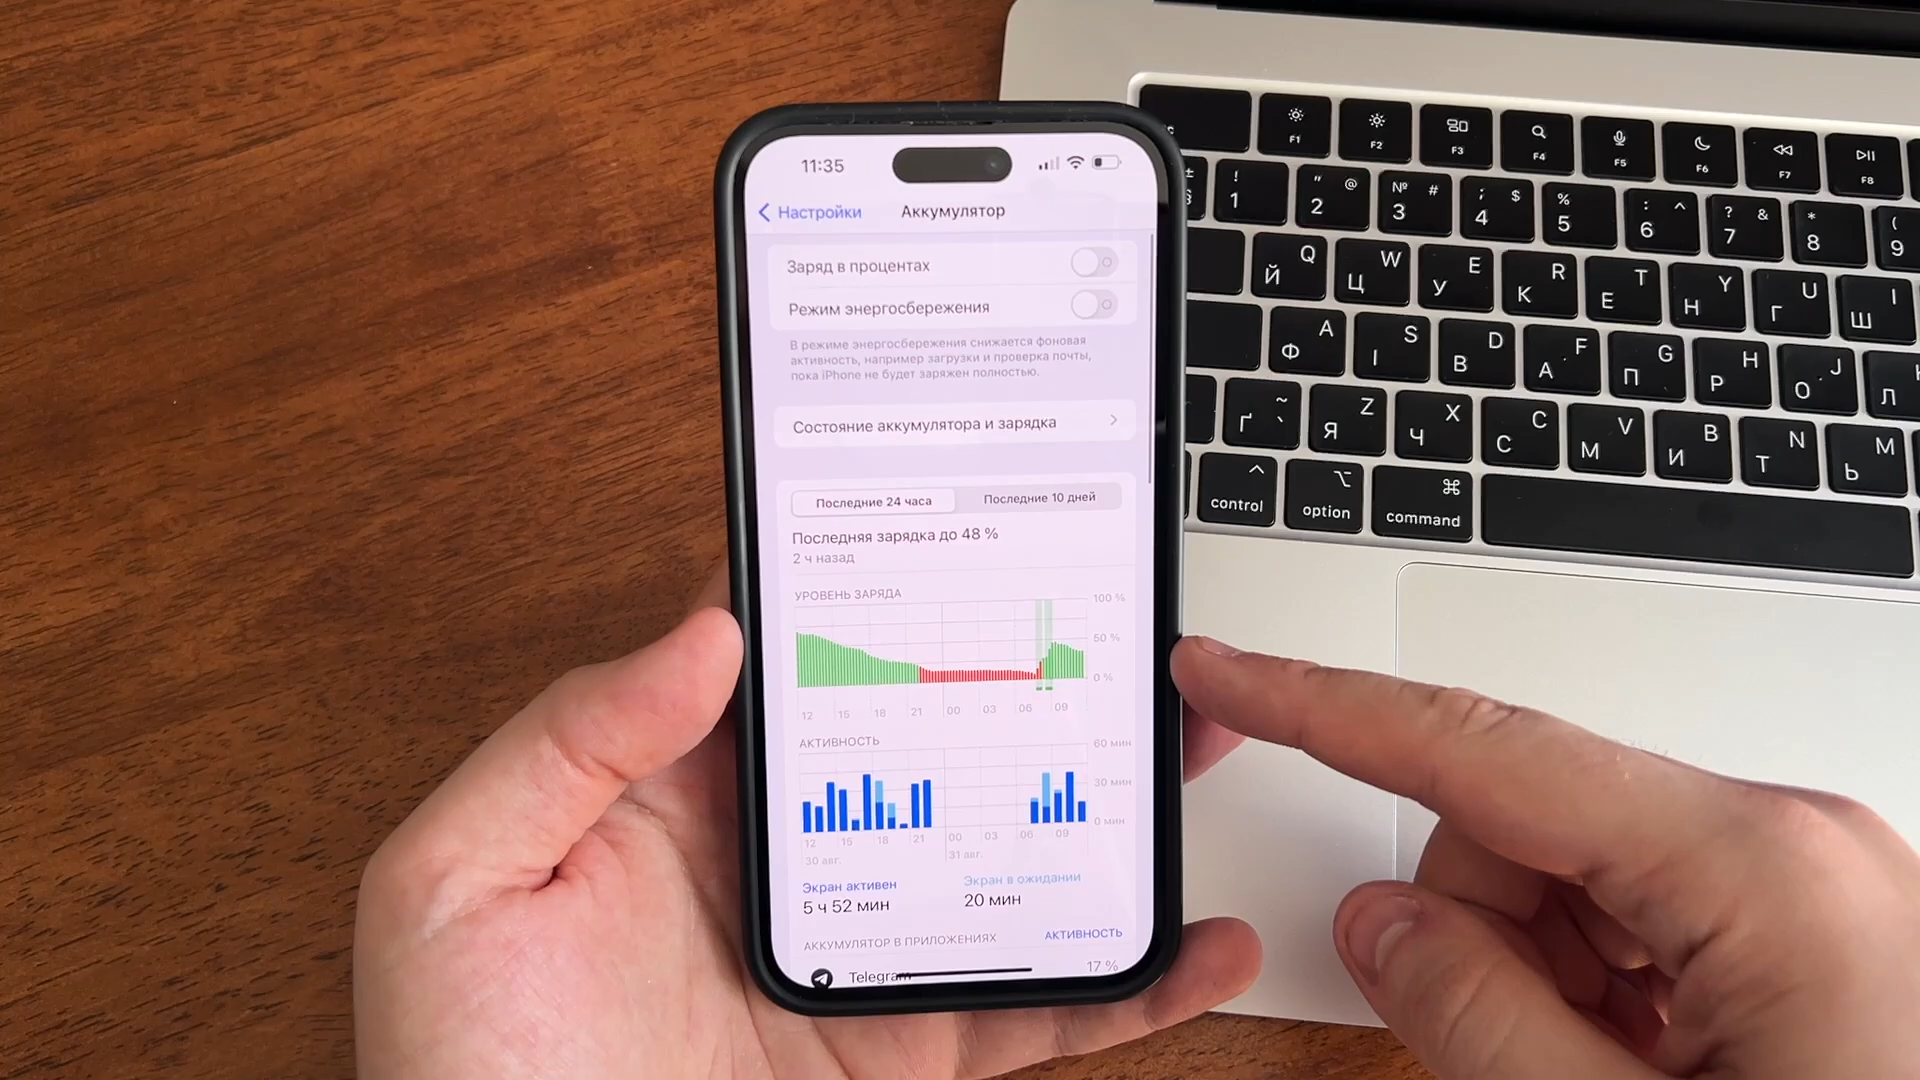 11:35
Настройки
Аккумулятор
Заряд в процентах
Режим энергосбережения
В режиме энергосбережения снижается фоновая
активность, например загрузки и проверка почты,
пока iPhone не будет заряжен полностью.
Состояние аккумулятора и зарядка
Последние 24 часа
Последние 10 дней
Последняя зарядка до 48 %
2 ч назад
УРОВЕНЬ ЗАРЯДА
100 %
50 %
0 %
12 15 18 21 00 03 06 09
АКТИВНОСТЬ
60 мин
30 мин
0 мин
12 15 18 21 00 03 06 09
30 авг. 31 авг.
Экран активен
5 ч 52 мин
Экран в ожидании
20 мин
АККУМУЛЯТОР В ПРИЛОЖЕНИЯХ
АКТИВНОСТЬ
Telegram
17 %
F1 F2 F3 F4 F5 F6 F7 F8
± § ! 1 " @ 2 № # 3 ; $ 4 % 5 : ^ 6 ? & 7 * 8 ( 9
Q Й W Ц E У R К T Е Y Н U Г I Ш
A Ф S І D В F А G П H Р J О Л
~ ` ґ Z Я X Ч C С V М B И N Т M Ь
^ control
⌥ option
⌘ command